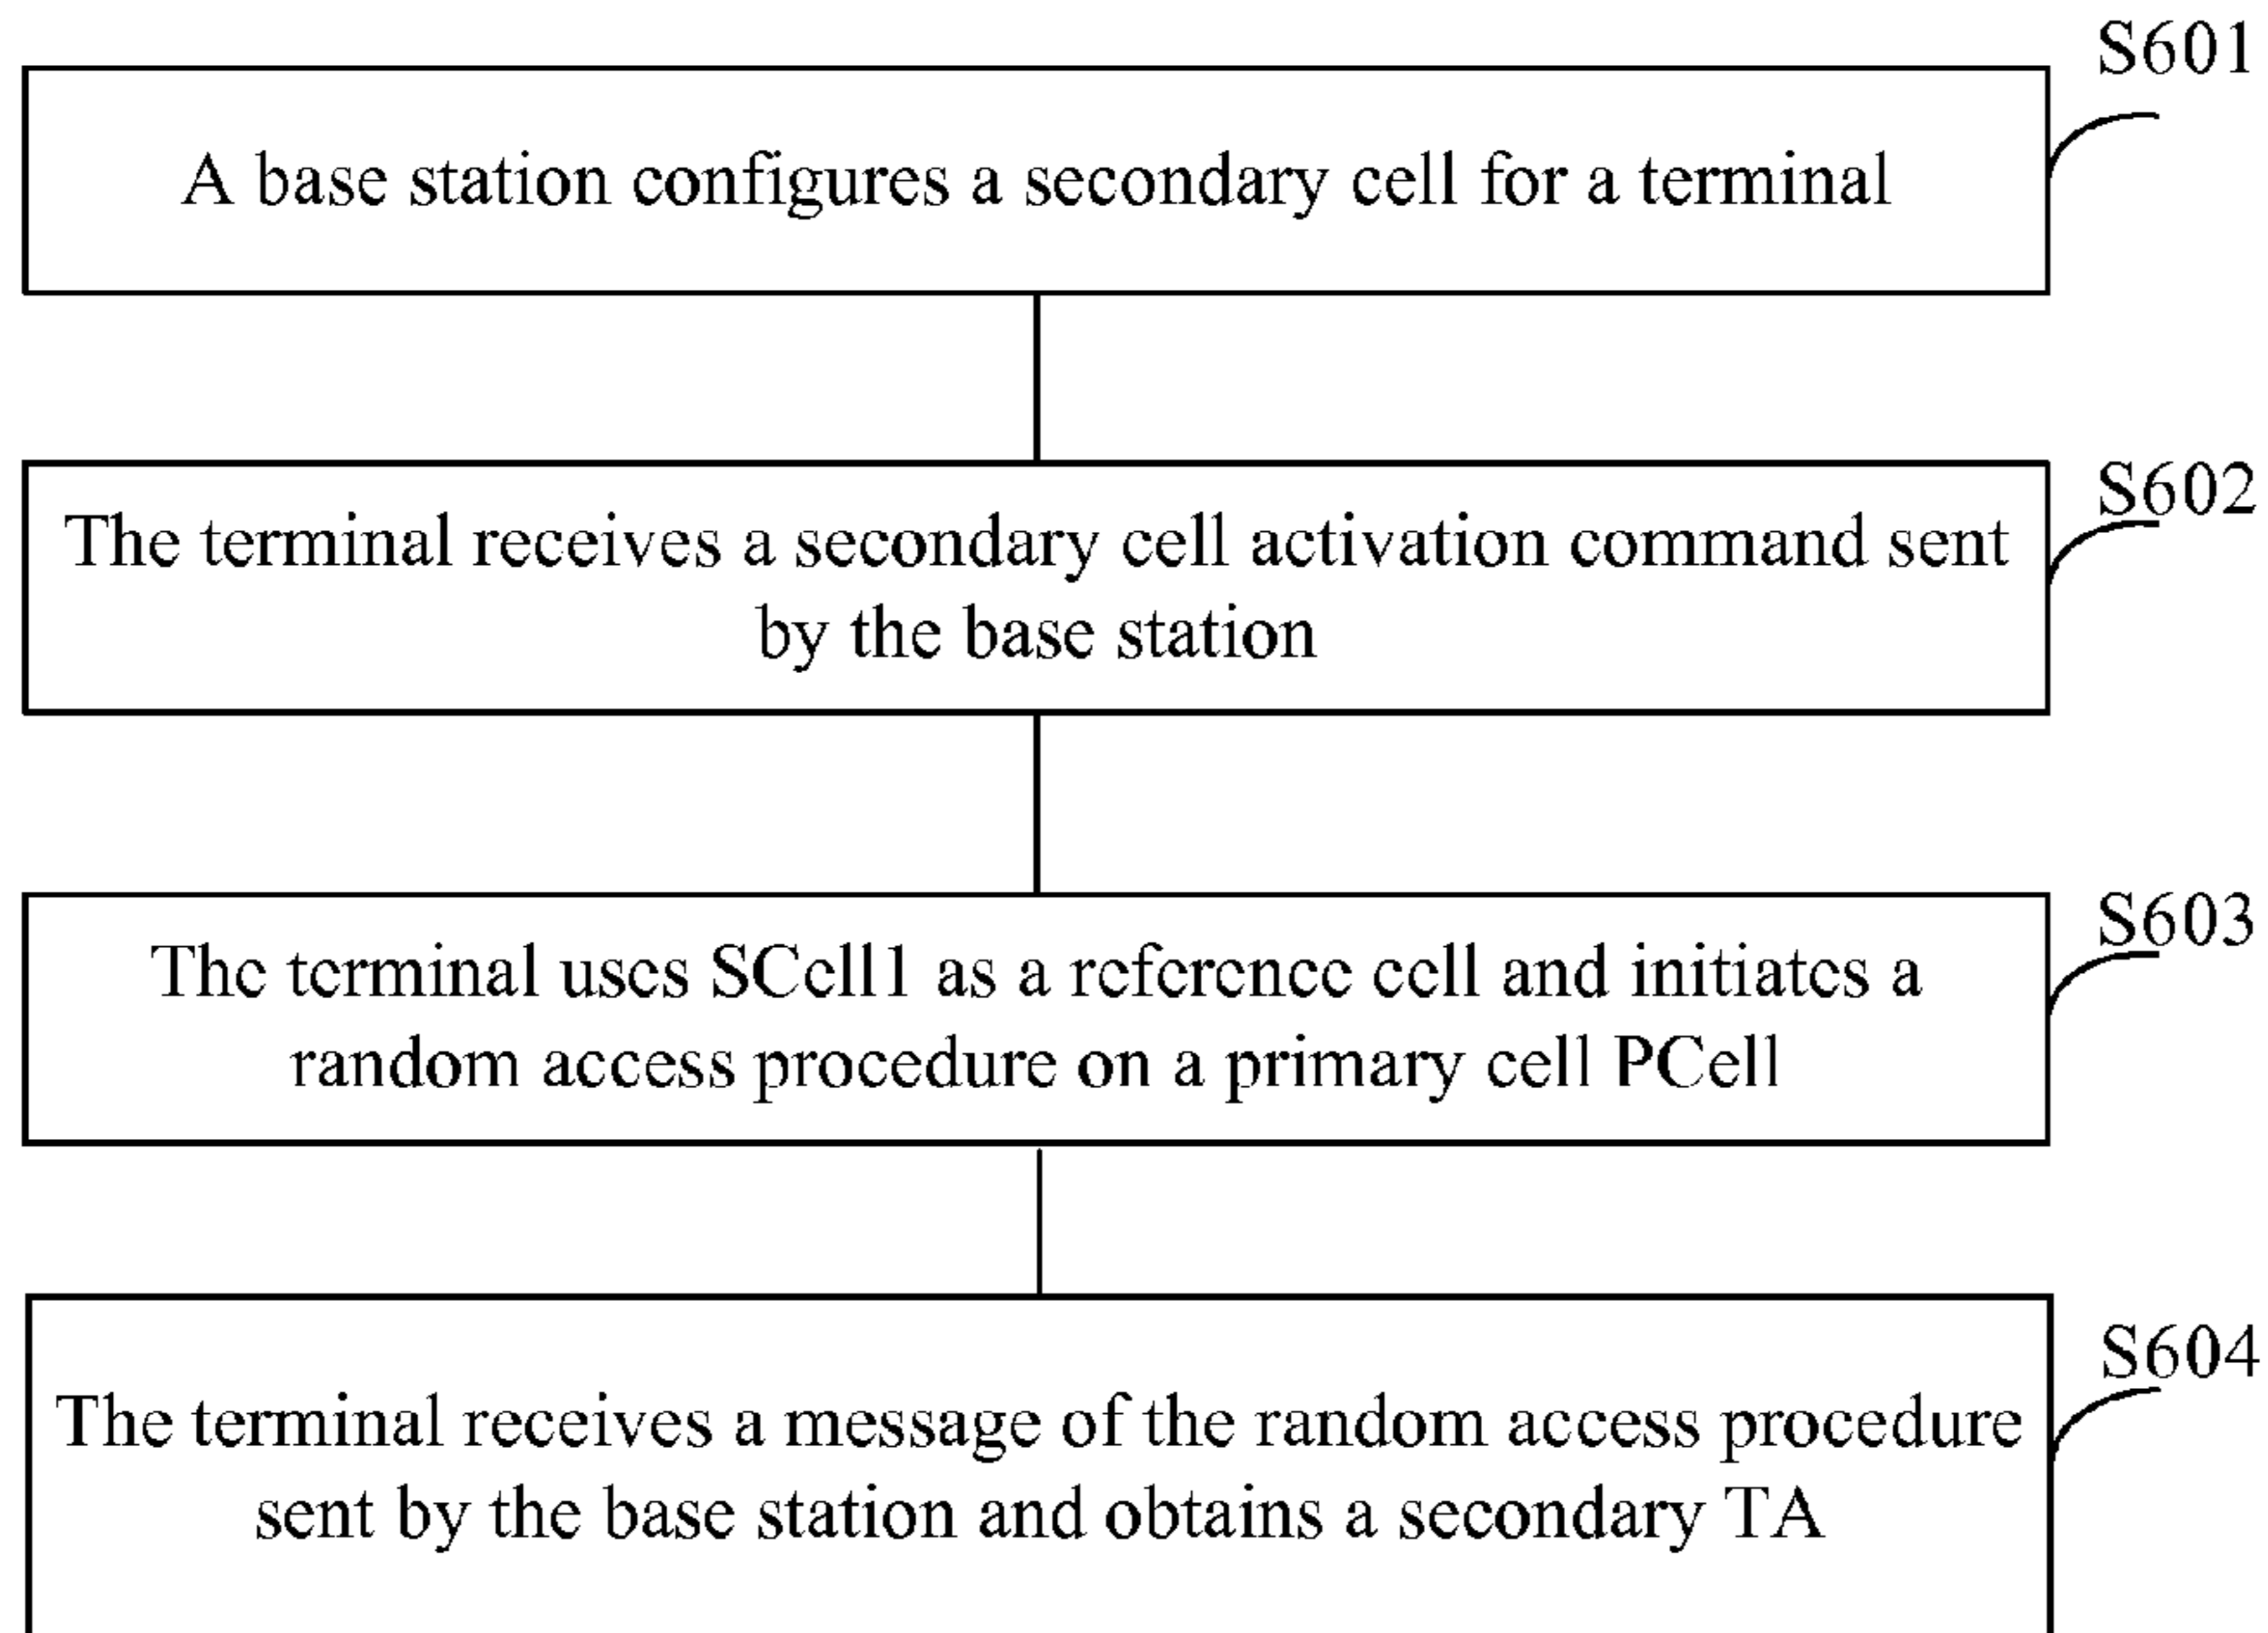 S601
A base station configures a secondary cell for a terminal
S602
The terminal receives a secondary cell activation command sent
by the base station
S603
The terminal uses SCell1 as a reference cell and initiates a
random access procedure on a primary cell PCell
S604
The terminal receives a message of the random access procedure
sent by the base station and obtains a secondary TA